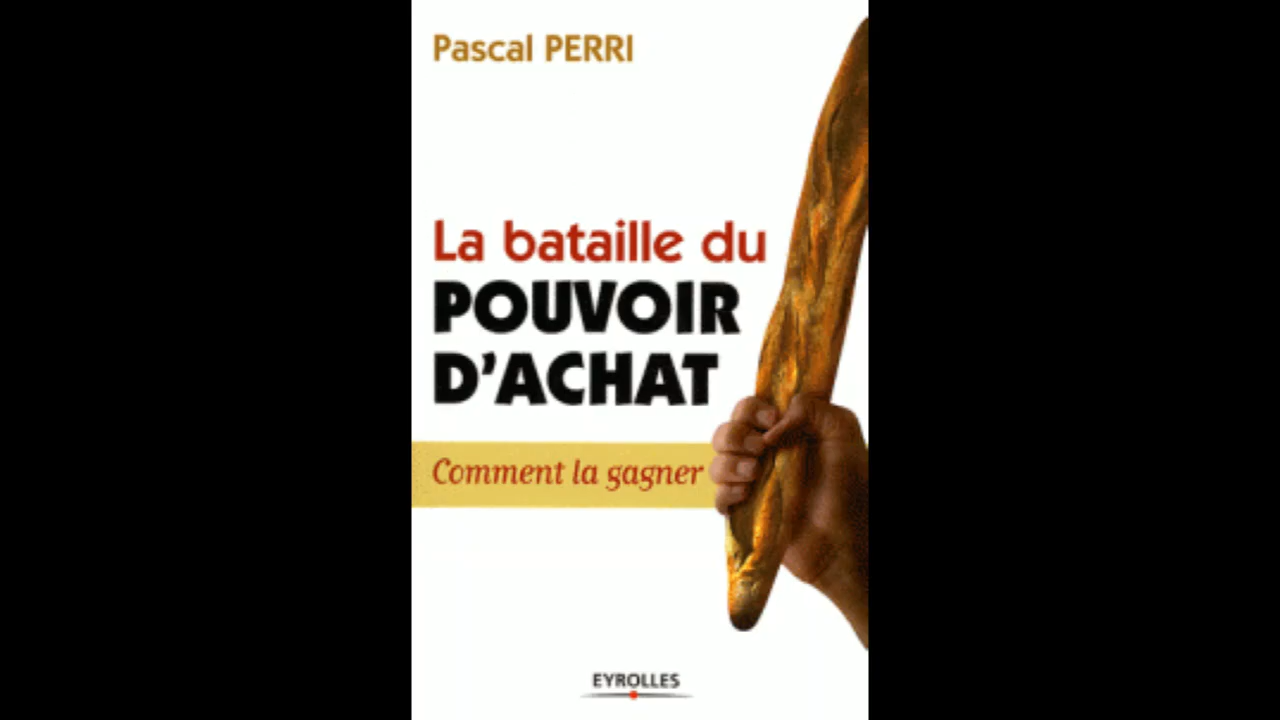 Pascal PERRI
La bataille du
POUVOIR
D'ACHAT
Comment la gagner
EYROLLES